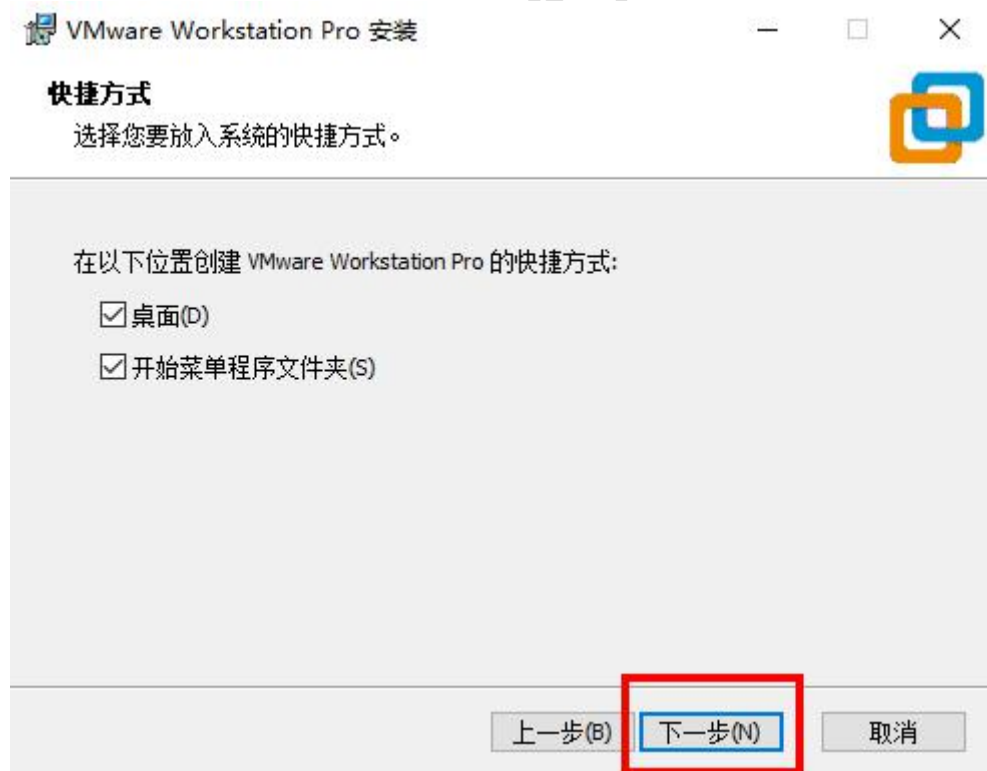 VMware Workstation Pro 安装
快捷方式
选择您要放入系统的快捷方式。
在以下位置创建 VMware Workstation Pro 的快捷方式:
桌面(D)
开始菜单程序文件夹(S)
上一步(B) 下一步(N) 取消